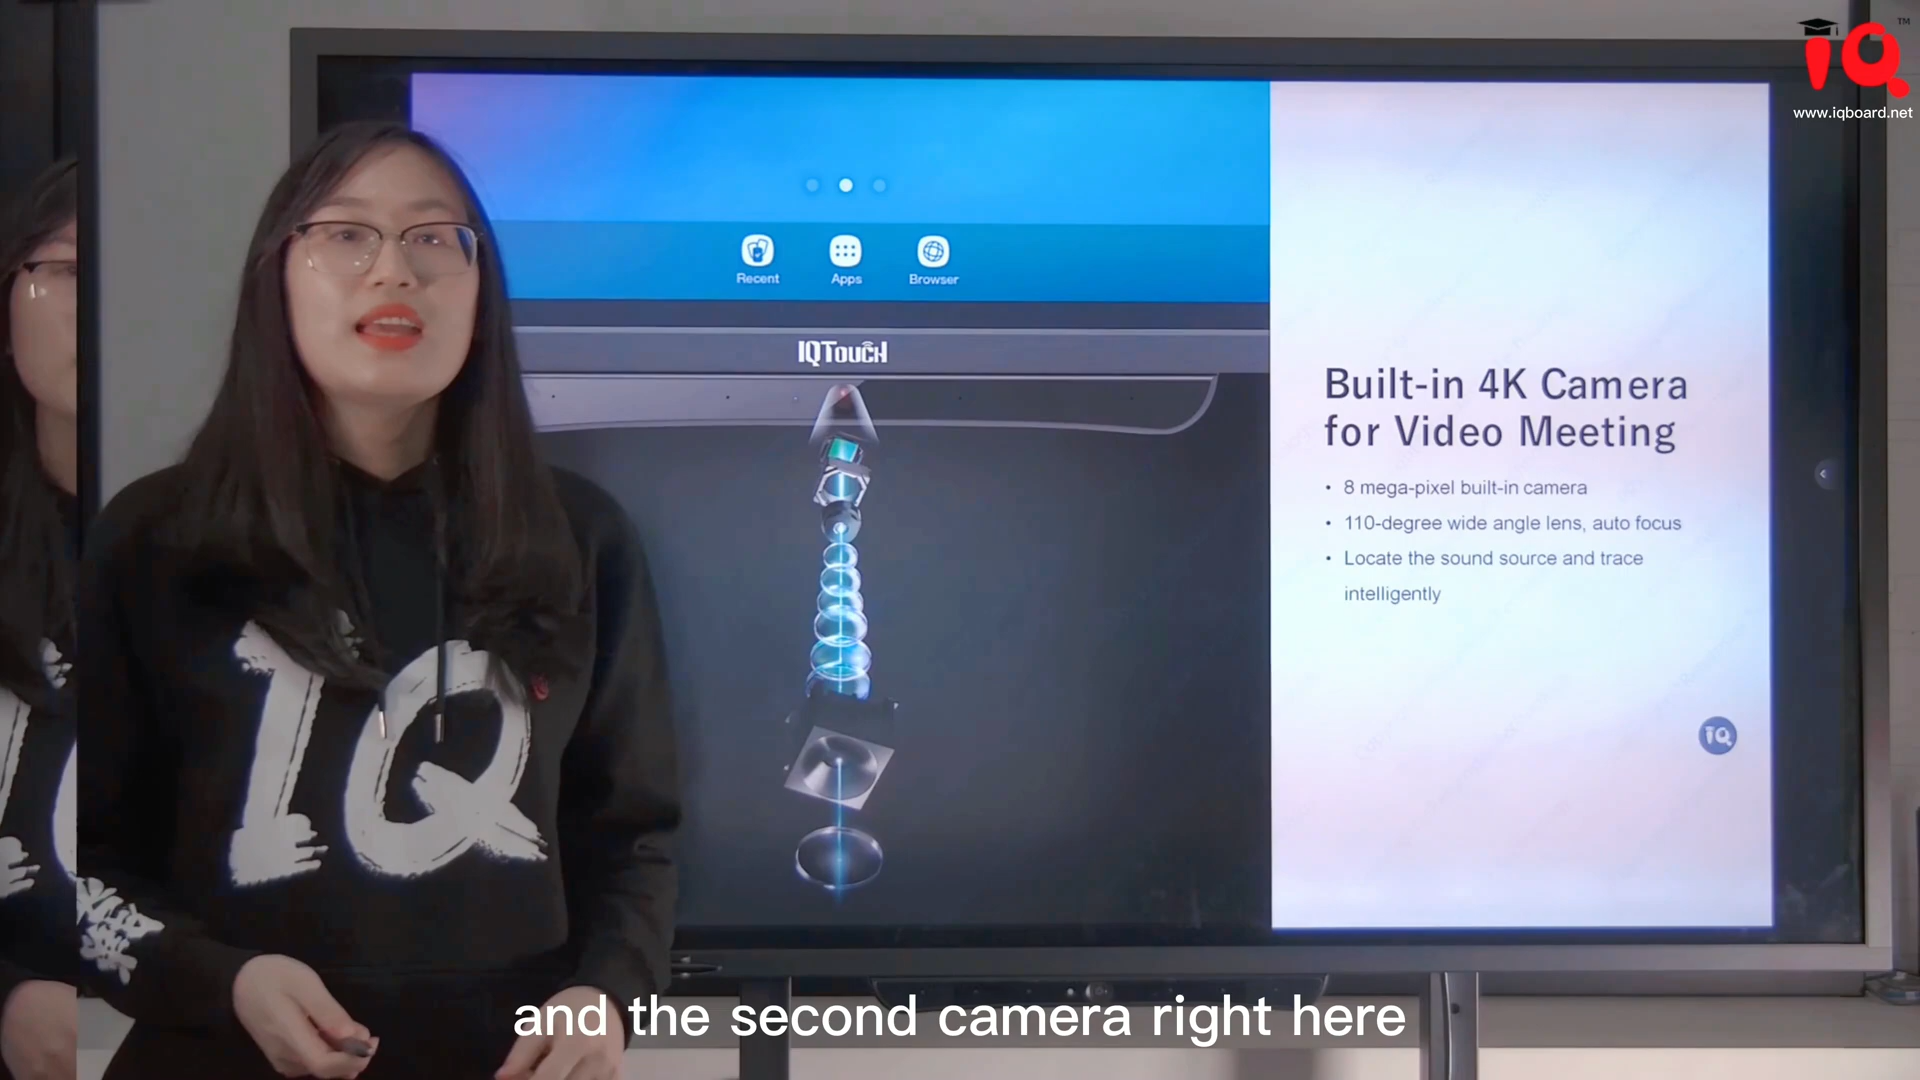 IQ
TM
www.iqboard.net
Recent
Apps
Browser
IQTouch
Built-in 4K Camera
for Video Meeting
• 8 mega-pixel built-in camera
• 110-degree wide angle lens, auto focus
• Locate the sound source and trace
intelligently
IQ
IQ
and the second camera right here